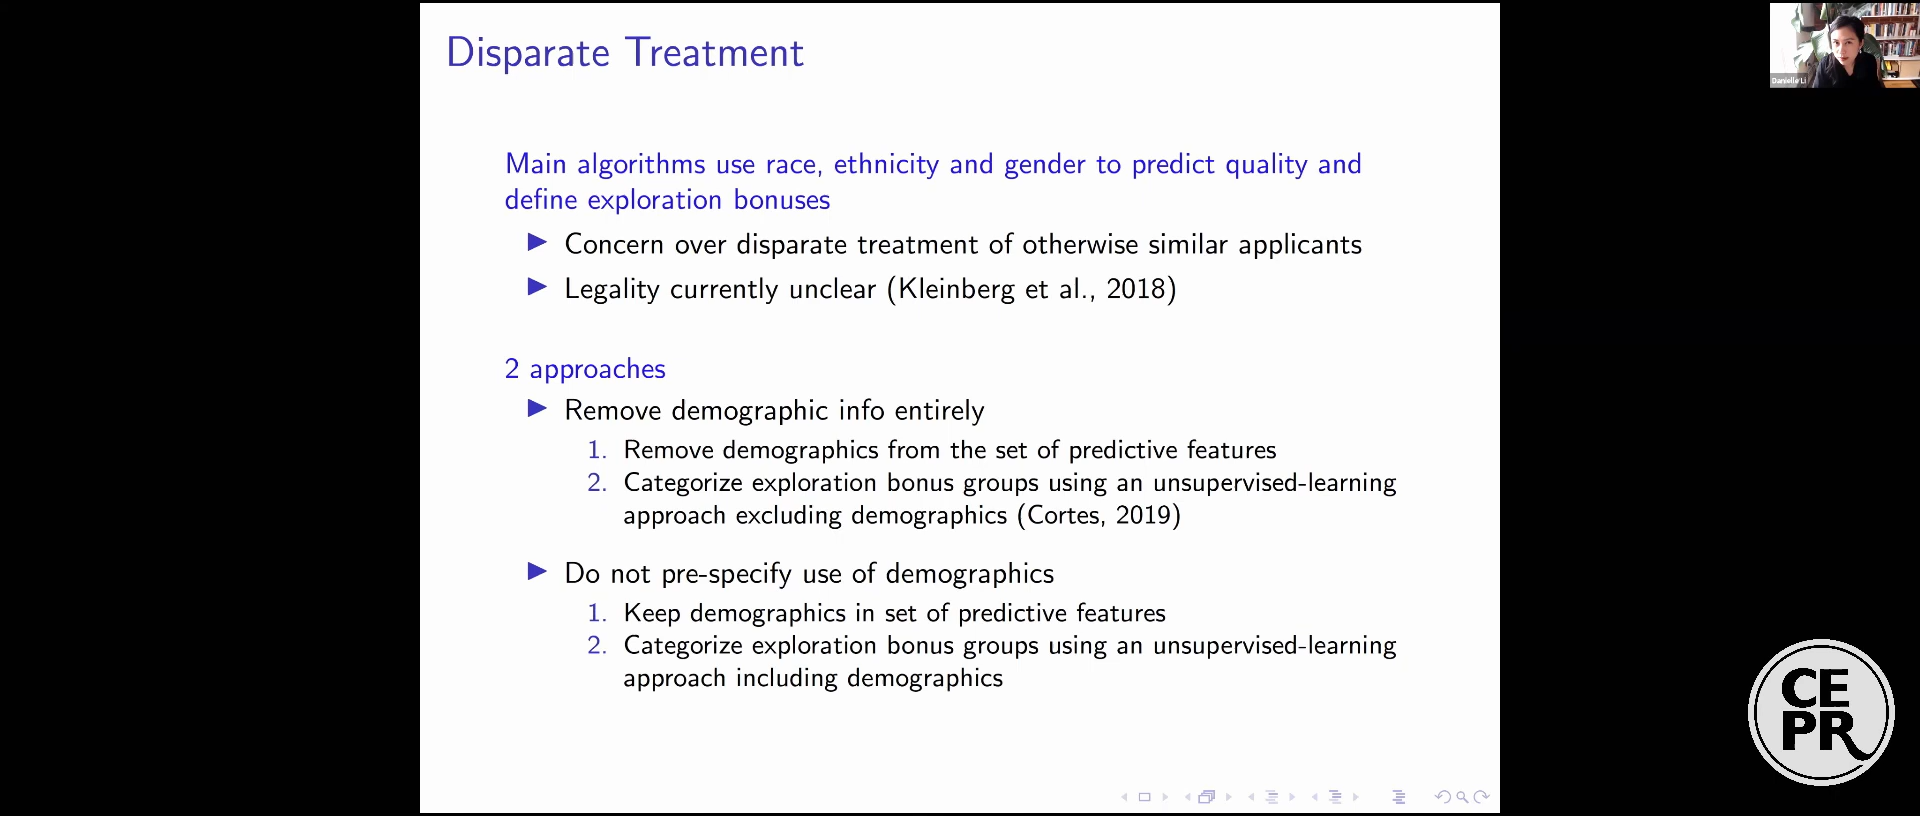 Disparate Treatment
Danielle Li
Main algorithms use race, ethnicity and gender to predict quality and
define exploration bonuses
Concern over disparate treatment of otherwise similar applicants
Legality currently unclear (Kleinberg et al., 2018)
2 approaches
Remove demographic info entirely
1. Remove demographics from the set of predictive features
2. Categorize exploration bonus groups using an unsupervised-learning
approach excluding demographics (Cortes, 2019)
Do not pre-specify use of demographics
1. Keep demographics in set of predictive features
2. Categorize exploration bonus groups using an unsupervised-learning
approach including demographics
CE
PR